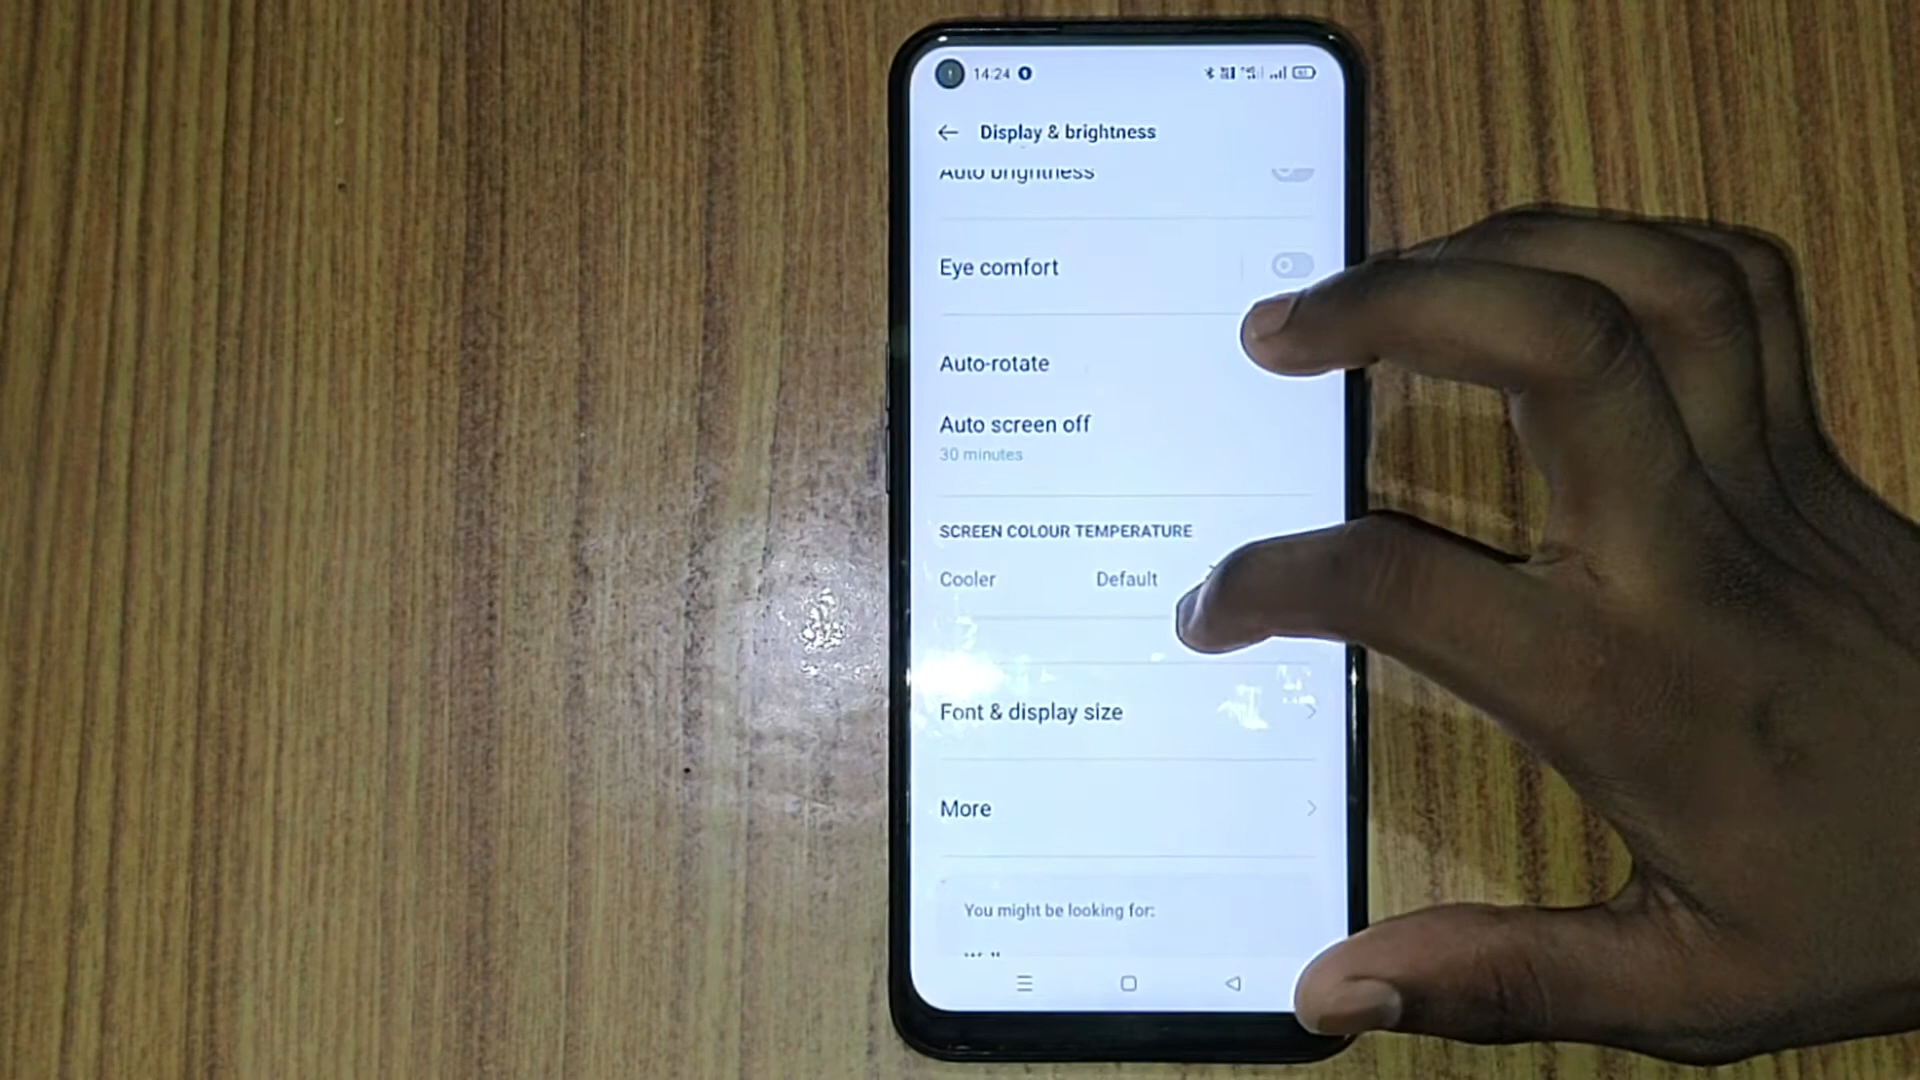 14:24
Display & brightness
Auto brightness
Eye comfort
Auto-rotate
Auto screen off
30 minutes
SCREEN COLOUR TEMPERATURE
Cooler Default
Font & display size
More
You might be looking for: